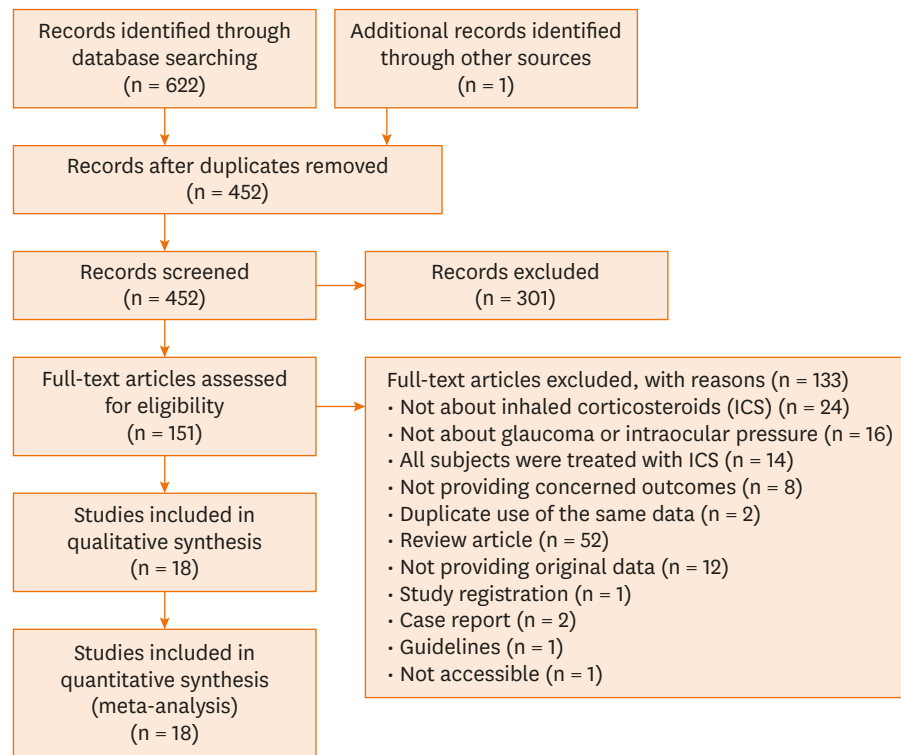 Records identified through
database searching
(n = 622)
Additional records identified
through other sources
(n = 1)
Records after duplicates removed
(n = 452)
Records screened
(n = 452)
Records excluded
(n = 301)
Full-text articles assessed
for eligibility
(n = 151)
Full-text articles excluded, with reasons (n = 133)
• Not about inhaled corticosteroids (ICS) (n = 24)
• Not about glaucoma or intraocular pressure (n = 16)
• All subjects were treated with ICS (n = 14)
• Not providing concerned outcomes (n = 8)
• Duplicate use of the same data (n = 2)
• Review article (n = 52)
• Not providing original data (n = 12)
• Study registration (n = 1)
• Case report (n = 2)
• Guidelines (n = 1)
• Not accessible (n = 1)
Studies included in
qualitative synthesis
(n = 18)
Studies included in
quantitative synthesis
(meta-analysis)
(n = 18)